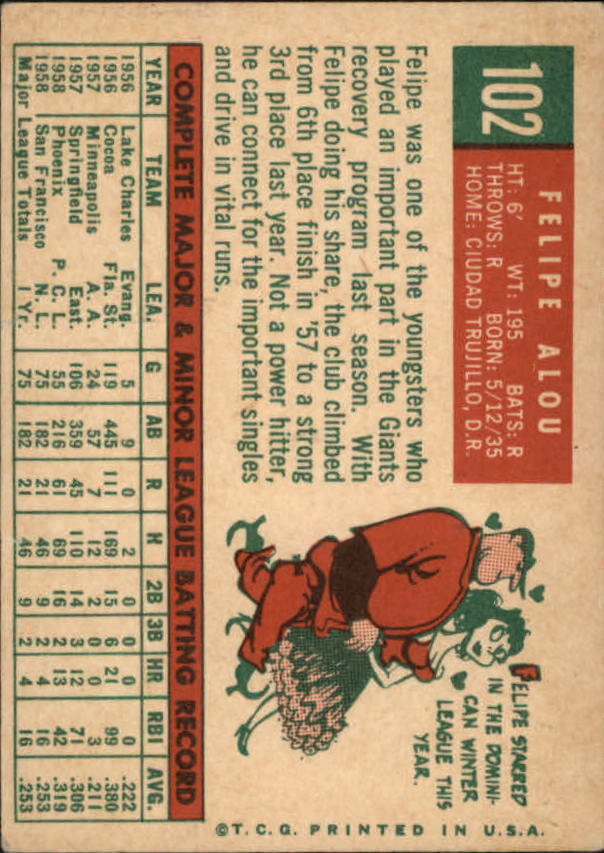 102
FELIPE ALOU
HT: 6' WT: 195 BATS: R
THROWS: R BORN: 5/12/35
HOME: CIUDAD TRUJILLO, D.R.
Felipe was one of the youngsters who
played an important part in the Giants
recovery program last season. With
Felipe doing his share, the club climbed
from 6th place finish in '57 to a strong
3rd place last year. Not a power hitter,
he can connect for the important singles
and drive in vital runs.
FELIPE STARRED
IN THE DOMINI-
CAN WINTER
LEAGUE THIS
YEAR.
COMPLETE MAJOR & MINOR LEAGUE BATTING RECORD
YEAR TEAM LEA. G AB R H 2B 3B HR RBI AVG.
1956 Lake Charles Evang. 5 9 0 2 0 0 0 0 .222
1956 Cocoa Fla. St. 119 445 111 169 15 6 21 99 .380
1957 Minneapolis A. A. 24 57 7 12 2 0 0 3 .211
1957 Springfield East. 106 359 45 110 14 3 12 71 .306
1958 Phoenix P. C. L. 55 216 61 69 16 2 13 42 .319
1958 San Francisco N. L. 75 182 21 46 9 2 4 16 .253
Major League Totals 1 Yr. 75 182 21 46 9 2 4 16 .253
©T.C.G. PRINTED IN U.S.A.